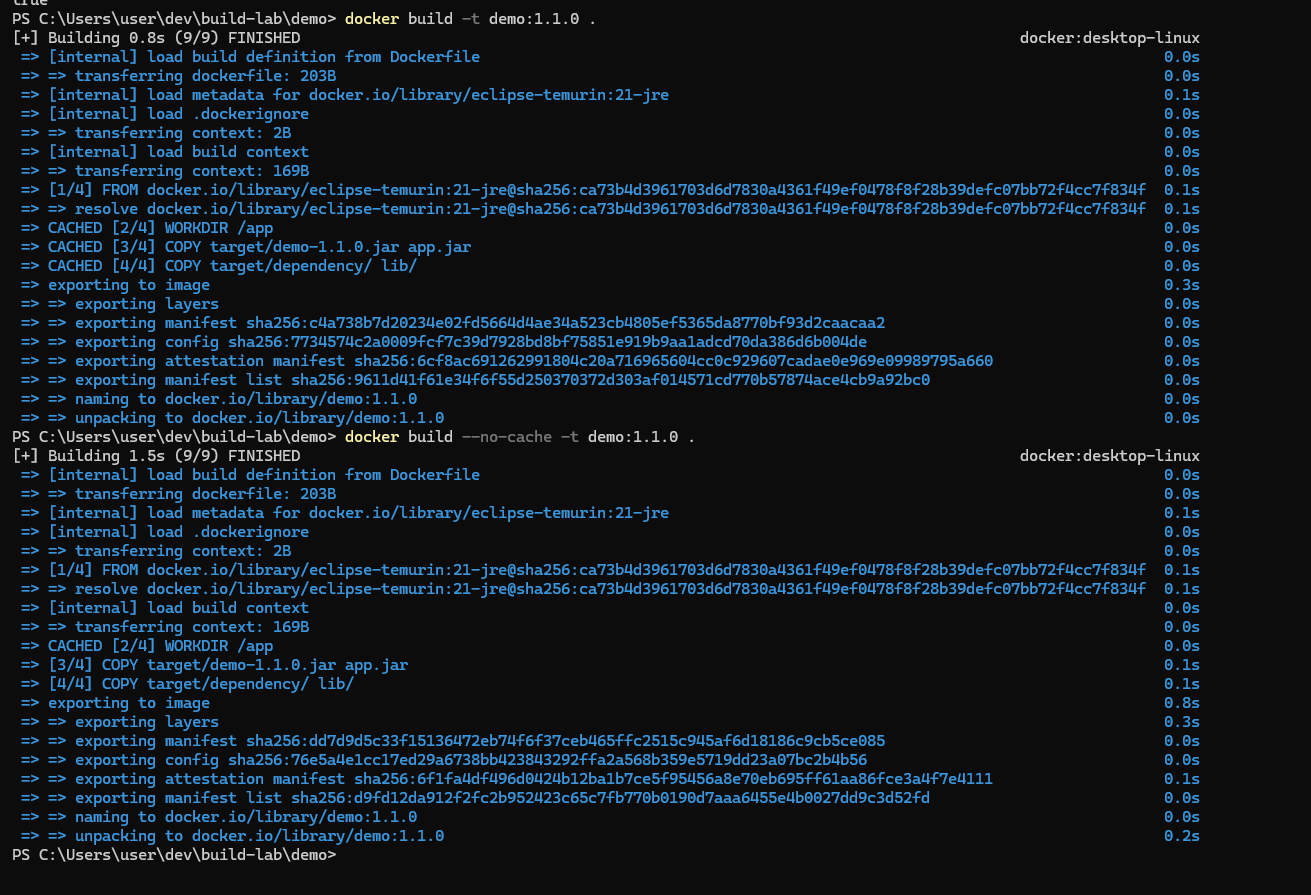 true
PS C:\Users\user\dev\build-lab\demo> docker build -t demo:1.1.0 .
[+] Building 0.8s (9/9) FINISHED docker:desktop-linux
=> [internal] load build definition from Dockerfile 0.0s
=> => transferring dockerfile: 203B 0.0s
=> [internal] load metadata for docker.io/library/eclipse-temurin:21-jre 0.1s
=> [internal] load .dockerignore 0.0s
=> => transferring context: 2B 0.0s
=> [internal] load build context 0.0s
=> => transferring context: 169B 0.0s
=> [1/4] FROM docker.io/library/eclipse-temurin:21-jre@sha256:ca73b4d3961703d6d7830a4361f49ef0478f8f28b39defc07bb72f4cc7f834f 0.1s
=> => resolve docker.io/library/eclipse-temurin:21-jre@sha256:ca73b4d3961703d6d7830a4361f49ef0478f8f28b39defc07bb72f4cc7f834f 0.1s
=> CACHED [2/4] WORKDIR /app 0.0s
=> CACHED [3/4] COPY target/demo-1.1.0.jar app.jar 0.0s
=> CACHED [4/4] COPY target/dependency/ lib/ 0.0s
=> exporting to image 0.3s
=> => exporting layers 0.0s
=> => exporting manifest sha256:c4a738b7d20234e02fd5664d4ae34a523cb4805ef5365da8770bf93d2caacaa2 0.0s
=> => exporting config sha256:7734574c2a0009fcf7c39d7928bd8bf75851e919b9aa1adcd70da386d6b004de 0.0s
=> => exporting attestation manifest sha256:6cf8ac691262991804c20a716965604cc0c929607cadae0e969e09989795a660 0.0s
=> => exporting manifest list sha256:9611d41f61e34f6f55d250370372d303af014571cd770b57874ace4cb9a92bc0 0.0s
=> => naming to docker.io/library/demo:1.1.0 0.0s
=> => unpacking to docker.io/library/demo:1.1.0 0.0s
PS C:\Users\user\dev\build-lab\demo> docker build --no-cache -t demo:1.1.0 .
[+] Building 1.5s (9/9) FINISHED docker:desktop-linux
=> [internal] load build definition from Dockerfile 0.0s
=> => transferring dockerfile: 203B 0.0s
=> [internal] load metadata for docker.io/library/eclipse-temurin:21-jre 0.1s
=> [internal] load .dockerignore 0.0s
=> => transferring context: 2B 0.0s
=> [1/4] FROM docker.io/library/eclipse-temurin:21-jre@sha256:ca73b4d3961703d6d7830a4361f49ef0478f8f28b39defc07bb72f4cc7f834f 0.1s
=> => resolve docker.io/library/eclipse-temurin:21-jre@sha256:ca73b4d3961703d6d7830a4361f49ef0478f8f28b39defc07bb72f4cc7f834f 0.1s
=> [internal] load build context 0.0s
=> => transferring context: 169B 0.0s
=> CACHED [2/4] WORKDIR /app 0.0s
=> [3/4] COPY target/demo-1.1.0.jar app.jar 0.1s
=> [4/4] COPY target/dependency/ lib/ 0.1s
=> exporting to image 0.8s
=> => exporting layers 0.3s
=> => exporting manifest sha256:dd7d9d5c33f15136472eb74f6f37ceb465ffc2515c945af6d18186c9cb5ce085 0.0s
=> => exporting config sha256:76e5a4e1cc17ed29a6738bb423843292ffa2a568b359e5719dd23a07bc2b4b56 0.0s
=> => exporting attestation manifest sha256:6f1fa4df496d0424b12ba1b7ce5f95456a8e70eb695ff61aa86fce3a4f7e4111 0.1s
=> => exporting manifest list sha256:d9fd12da912f2fc2b952423c65c7fb770b0190d7aaa6455e4b0027dd9c3d52fd 0.0s
=> => naming to docker.io/library/demo:1.1.0 0.0s
=> => unpacking to docker.io/library/demo:1.1.0 0.2s
PS C:\Users\user\dev\build-lab\demo>